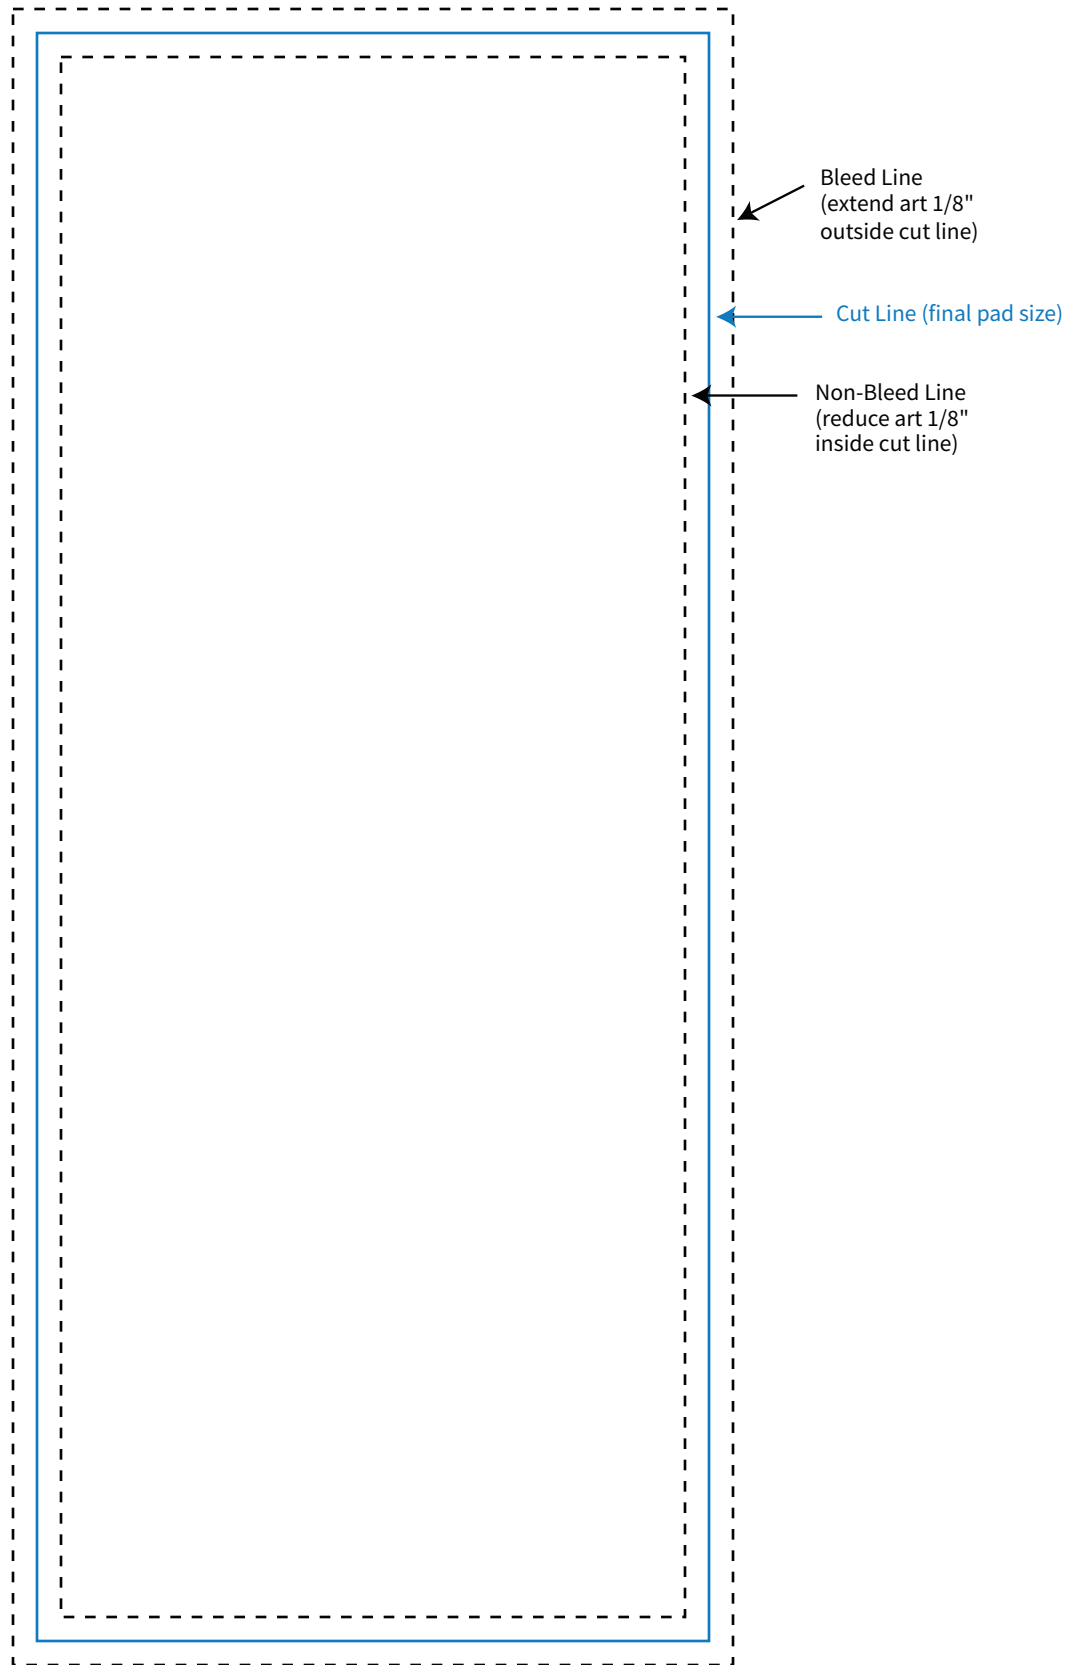 Bleed Line
(extend art 1/8"
outside cut line)
Cut Line (final pad size)
Non-Bleed Line
(reduce art 1/8"
inside cut line)